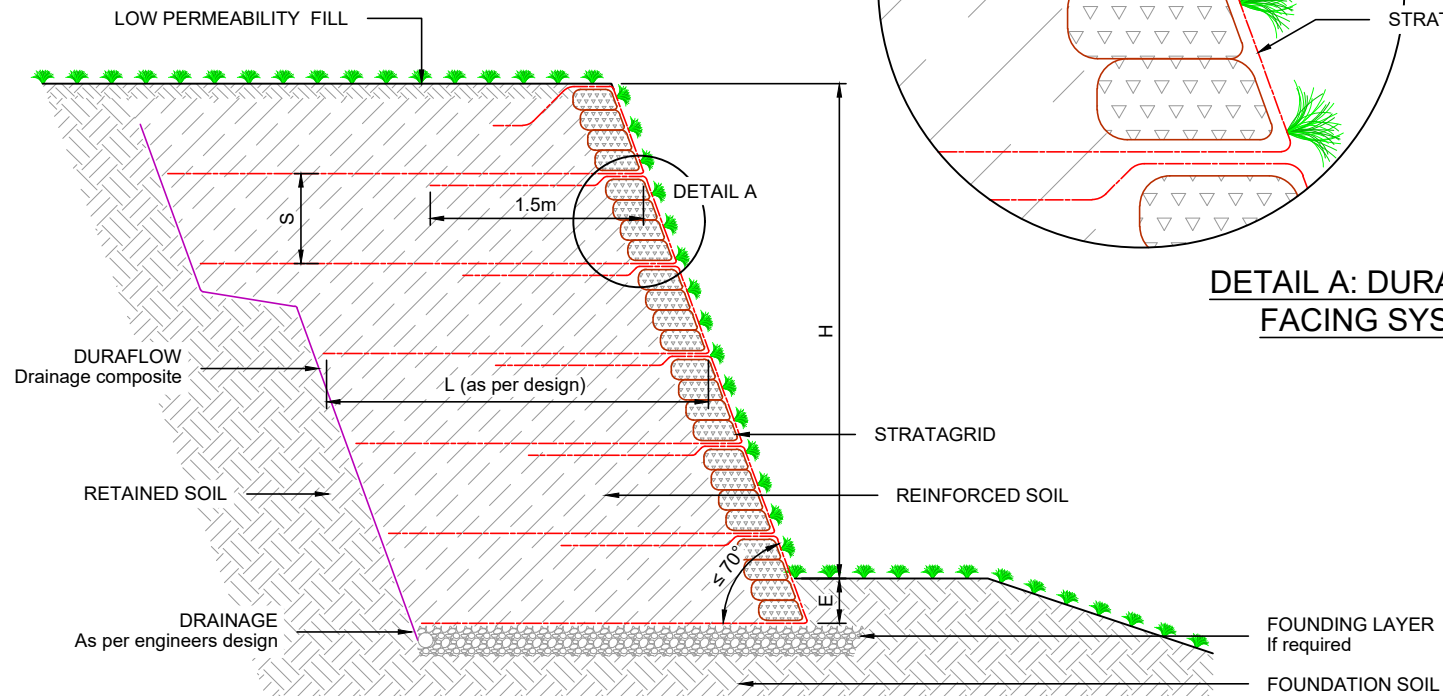 LOW PERMEABILITY FILL
DETAIL A
1.5m
S
H
DURAFLOW
Drainage composite
L (as per design)
STRATAGRID
RETAINED SOIL
REINFORCED SOIL
≤ 70°
E
DRAINAGE
As per engineers design
FOUNDING LAYER
If required
FOUNDATION SOIL
STRAT
DETAIL A: DURA
FACING SYS